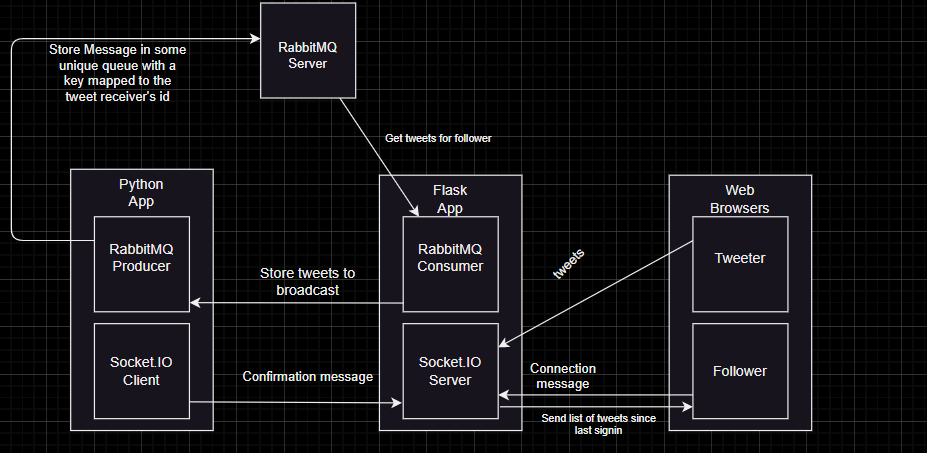 RabbitMQ
Server
Store Message in some
unique queue with a
key mapped to the
tweet receiver's id
Get tweets for follower
Python
App
RabbitMQ
Producer
Socket.IO
Client
Store tweets to
broadcast
Confirmation message
Flask
App
RabbitMQ
Consumer
Socket.IO
Server
tweets
Connection
message
Send list of tweets since
last signin
Web
Browsers
Tweeter
Follower